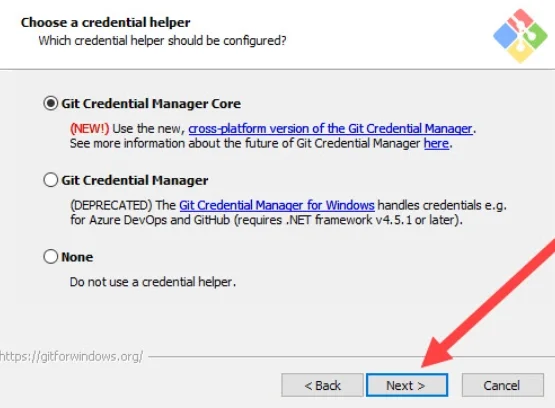 Choose a credential helper
Which credential helper should be configured?
Git Credential Manager Core
(NEW!) Use the new, cross-platform version of the Git Credential Manager.
See more information about the future of Git Credential Manager here.
Git Credential Manager
(DEPRECATED) The Git Credential Manager for Windows handles credentials e.g.
for Azure DevOps and GitHub (requires .NET framework v4.5.1 or later).
None
Do not use a credential helper.
https://gitforwindows.org/
< Back Next > Cancel